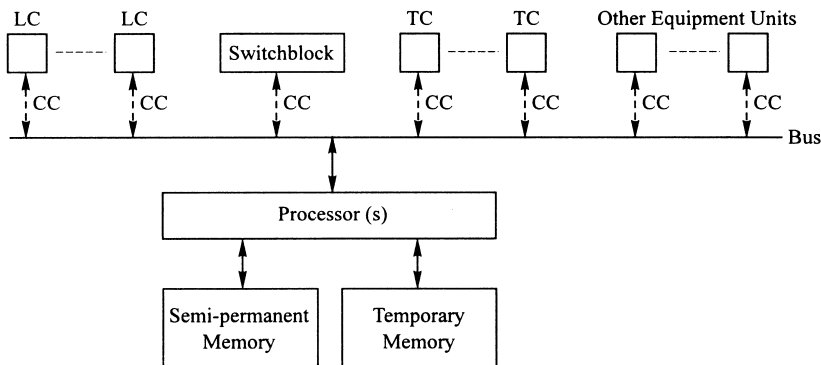 LC LC TC TC Other Equipment Units
Switchblock
CC CC CC CC CC CC CC
Bus
Processor (s)
Semi-permanent Memory
Temporary Memory